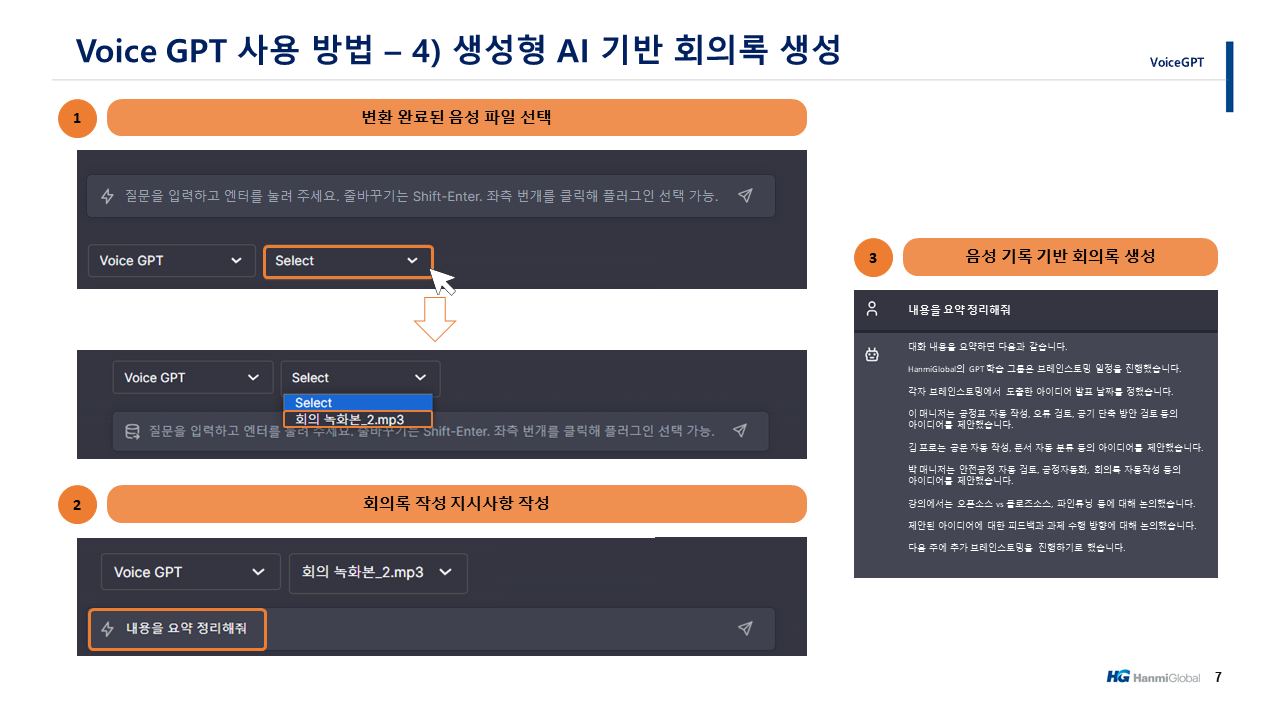 Voice GPT 사용 방법 – 4) 생성형 AI 기반 회의록 생성
VoiceGPT
1
변환 완료된 음성 파일 선택
질문을 입력하고 엔터를 눌러 주세요. 줄바꾸기는 Shift-Enter. 좌측 번개를 클릭해 플러그인 선택 가능.
Voice GPT
Select
Voice GPT
Select
Select
회의 녹화본_2.mp3
질문을 입력하고 엔터를 눌러 주세요. 줄바꾸기는 Shift-Enter. 좌측 번개를 클릭해 플러그인 선택 가능.
2
회의록 작성 지시사항 작성
Voice GPT
회의 녹화본_2.mp3
내용을 요약 정리해줘
3
음성 기록 기반 회의록 생성
내용을 요약 정리해줘
대화 내용을 요약하면 다음과 같습니다.
HanmiGlobal의 GPT 학습 그룹은 브레인스토밍 일정을 진행했습니다.
각자 브레인스토밍에서 도출한 아이디어 발표 날짜를 정했습니다.
이 매니저는 공정표 자동 작성, 오류 검토, 공기 단축 방안 검토 등의
아이디어를 제안했습니다.
김 프로는 공문 자동 작성, 문서 자동 분류 등의 아이디어를 제안했습니다.
박 매니저는 안전공정 자동 검토, 공정자동화, 회의록 자동작성 등의
아이디어를 제안했습니다.
강의에서는 오픈소스 vs 클로즈소스, 파인튜닝 등에 대해 논의했습니다.
제안된 아이디어에 대한 피드백과 과제 수행 방향에 대해 논의했습니다.
다음 주에 추가 브레인스토밍을 진행하기로 했습니다.
HG HanmiGlobal
7